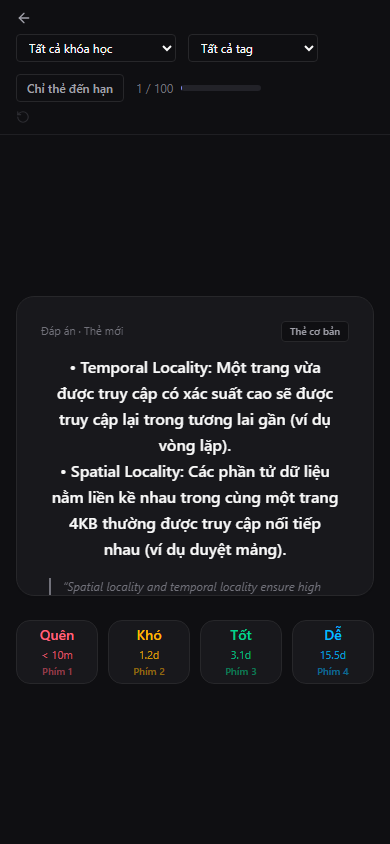 Tất cả khóa học
Tất cả tag
Chỉ thẻ đến hạn
1 / 100
Đáp án · Thẻ mới
Thẻ cơ bản
• Temporal Locality: Một trang vừa
được truy cập có xác suất cao sẽ được
truy cập lại trong tương lai gần (ví dụ
vòng lặp).
• Spatial Locality: Các phần tử dữ liệu
nằm liền kề nhau trong cùng một trang
4KB thường được truy cập nối tiếp
nhau (ví dụ duyệt mảng).
"Spatial locality and temporal locality ensure high
Quên
< 10m
Phím 1
Khó
1.2d
Phím 2
Tốt
3.1d
Phím 3
Dễ
15.5d
Phím 4